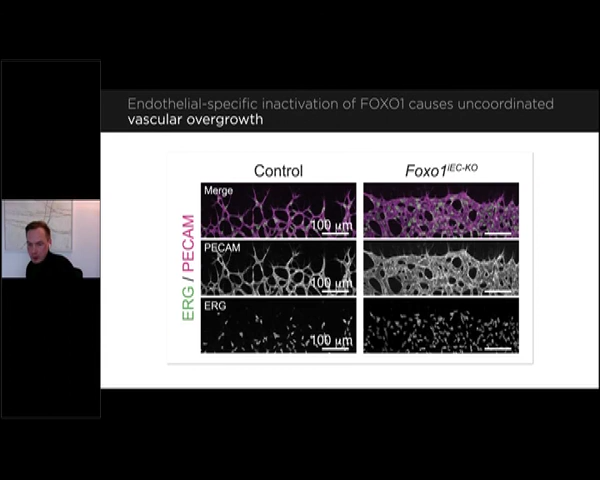 Endothelial-specific inactivation of FOXO1 causes uncoordinated
vascular overgrowth
Control
Foxo1iEC-KO
ERG / PECAM
Merge
100 μm
PECAM
100 μm
ERG
100 μm